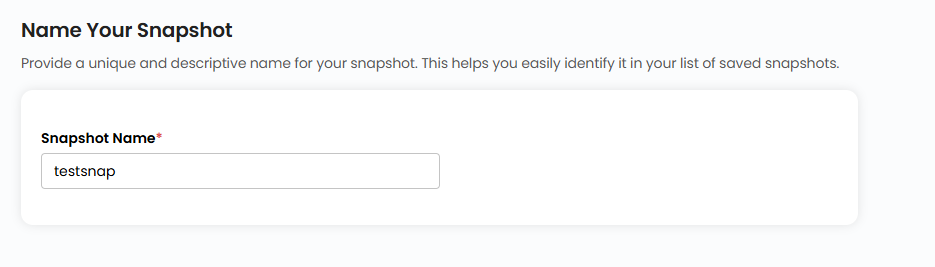 Name Your Snapshot
Provide a unique and descriptive name for your snapshot. This helps you easily identify it in your list of saved snapshots.
Snapshot Name*
testsnap